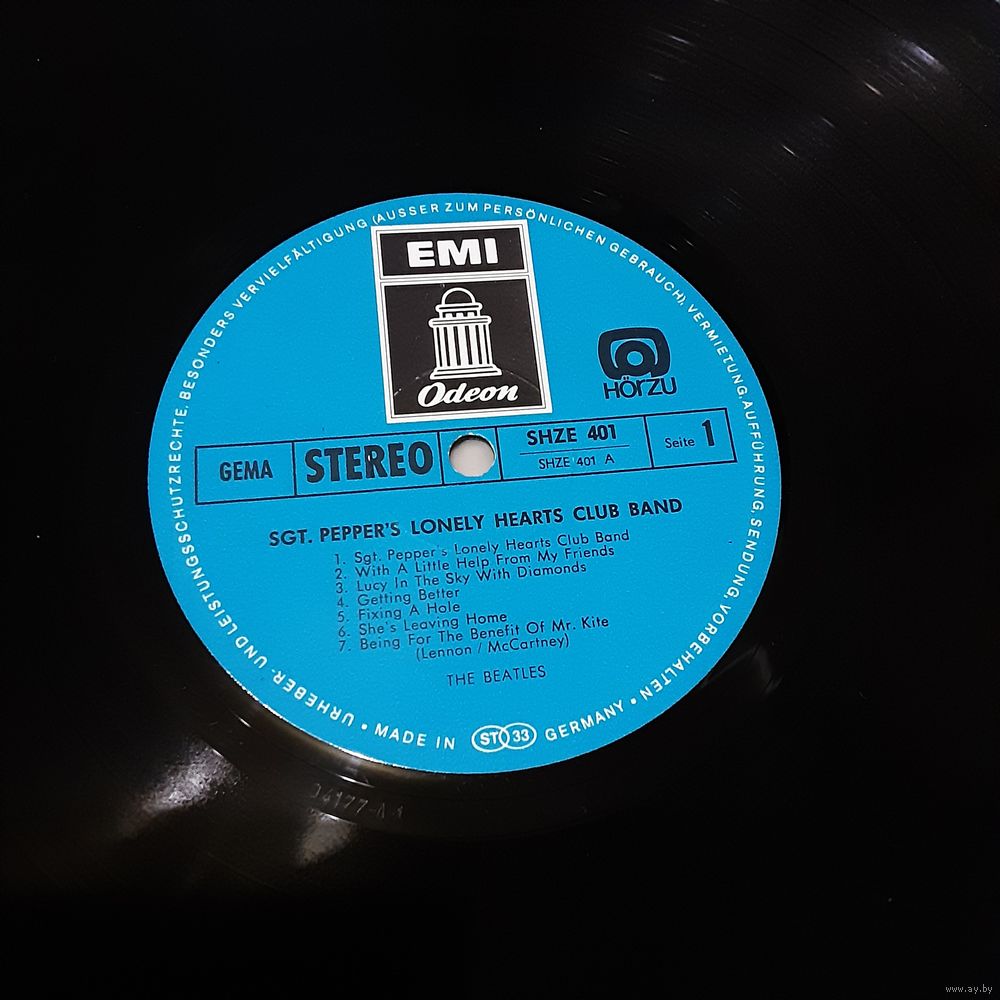 URHEBER- UND LEISTUNGSSCHUTZRECHTE, BESONDERS VERVIELFÄLTIGUNG (AUSSER ZUM PERSÖNLICHEN GEBRAUCH), VERMIETUNG, AUFFÜHRUNG, SENDUNG, VORBEHALTEN •
EMI
Odeon
HÖRZU
GEMA
STEREO
SHZE 401
SHZE 401 A
Seite 1
SGT. PEPPER'S LONELY HEARTS CLUB BAND
1. Sgt. Pepper's Lonely Hearts Club Band
2. With A Little Help From My Friends
3. Lucy In The Sky With Diamonds
4. Getting Better
5. Fixing A Hole
6. She's Leaving Home
7. Being For The Benefit Of Mr. Kite
(Lennon / McCartney)
THE BEATLES
• MADE IN ST 33 GERMANY •
www.ay.by